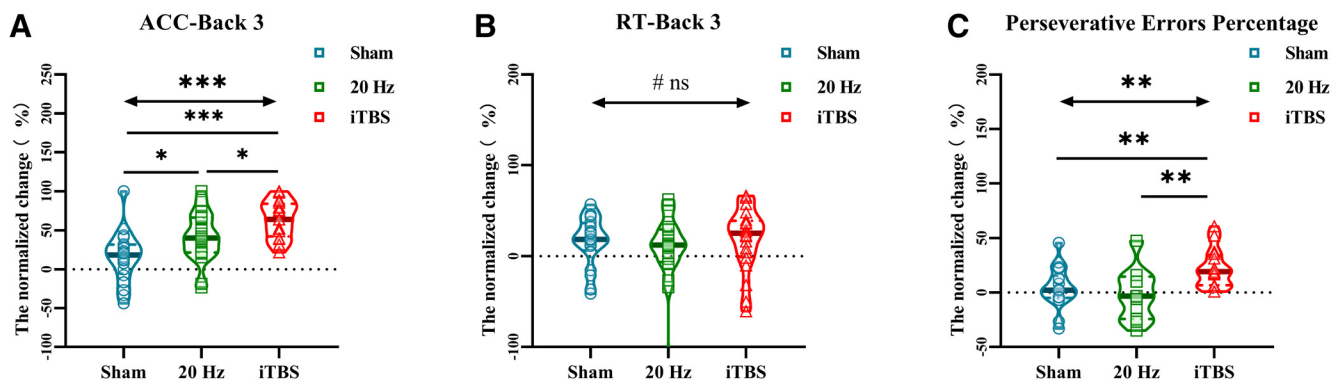 A
ACC-Back 3
Sham
20 Hz
iTBS
The normalized change ( %)
250
200
150
100
50
0
-50
-100
***
***
*
*
Sham
20 Hz
iTBS
B
RT-Back 3
Sham
20 Hz
iTBS
The normalized change ( %)
200
100
0
-100
# ns
Sham
20 Hz
iTBS
C
Perseverative Errors Percentage
Sham
20 Hz
iTBS
The normalized change ( %)
200
150
100
50
0
-50
**
**
**
Sham
20 Hz
iTBS